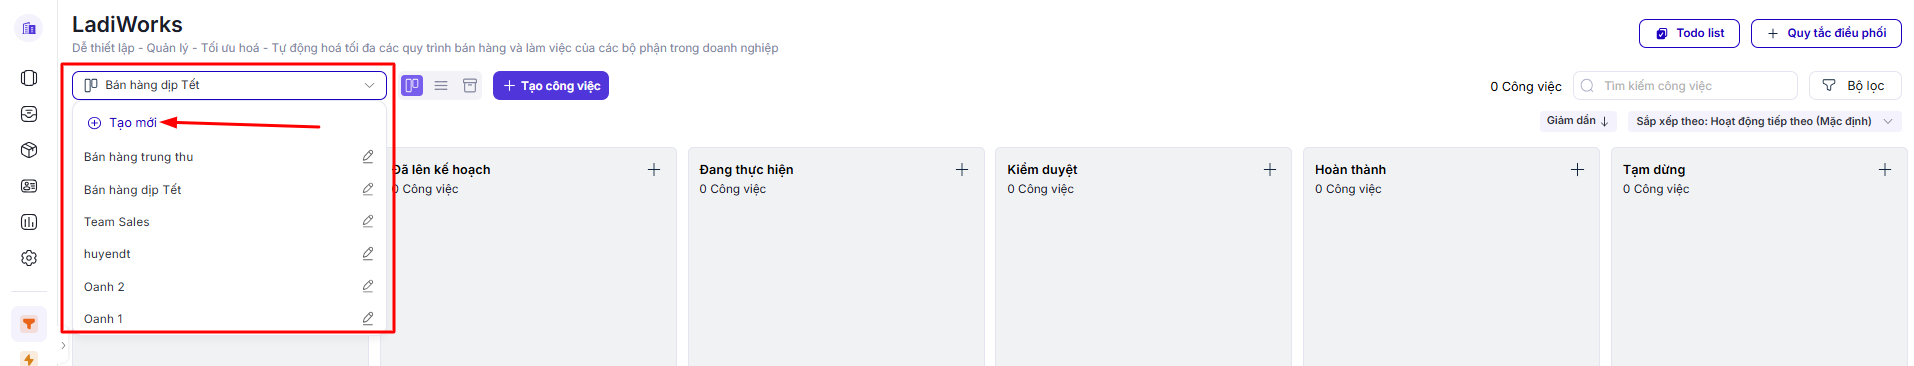 LadiWorks
Dễ thiết lập - Quản lý - Tối ưu hoá - Tự động hoá tối đa các quy trình bán hàng và làm việc của các bộ phận trong doanh nghiệp
Todo list
Quy tắc điều phối
Bán hàng dịp Tết
Tạo công việc
0 Công việc
Tìm kiếm công việc
Bộ lọc
Giảm dần
Sắp xếp theo: Hoạt động tiếp theo (Mặc định)
Tạo mới
Bán hàng trung thu
Bán hàng dịp Tết
Team Sales
huyendt
Oanh 2
Oanh 1
Đã lên kế hoạch
0 Công việc
Đang thực hiện
0 Công việc
Kiểm duyệt
0 Công việc
Hoàn thành
0 Công việc
Tạm dừng
0 Công việc